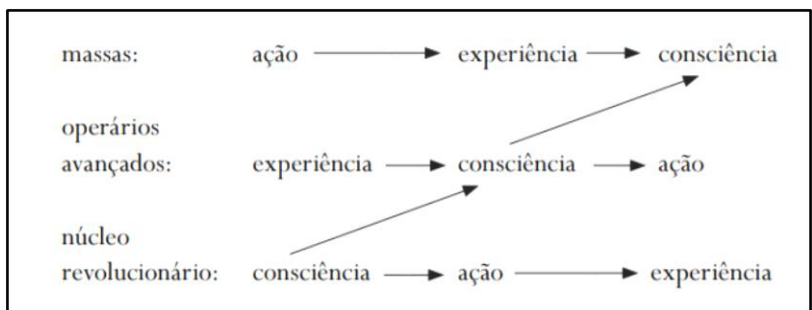 massas: ação experiência consciência
operários
avançados: experiência consciência ação
núcleo
revolucionário: consciência ação experiência